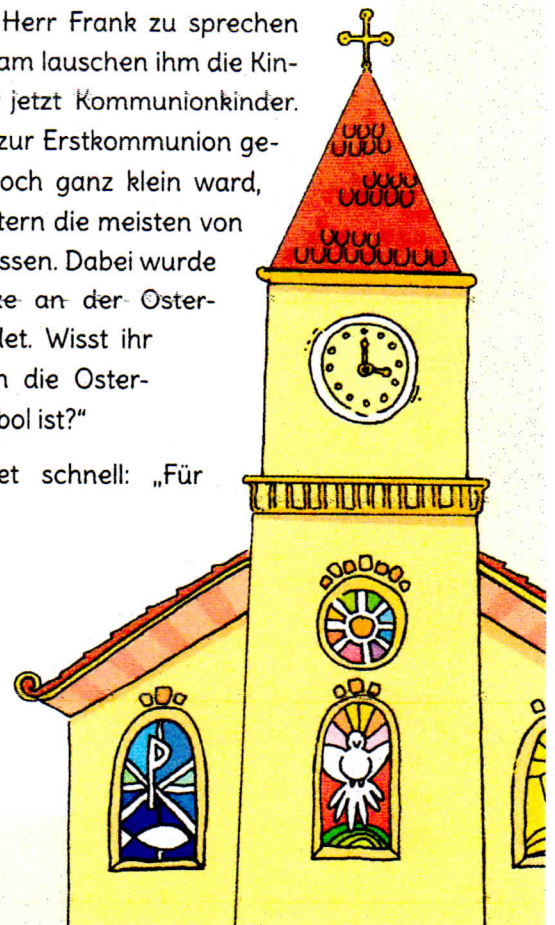 Herr Frank zu sprechen
am lauschen ihm die Kin-
jetzt Kommunionkinder.
zur Erstkommunion ge-
och ganz klein ward,
tern die meisten von
ssen. Dabei wurde
ze an der Oster-
det. Wisst ihr
n die Oster-
bol ist?“
et schnell: „Für